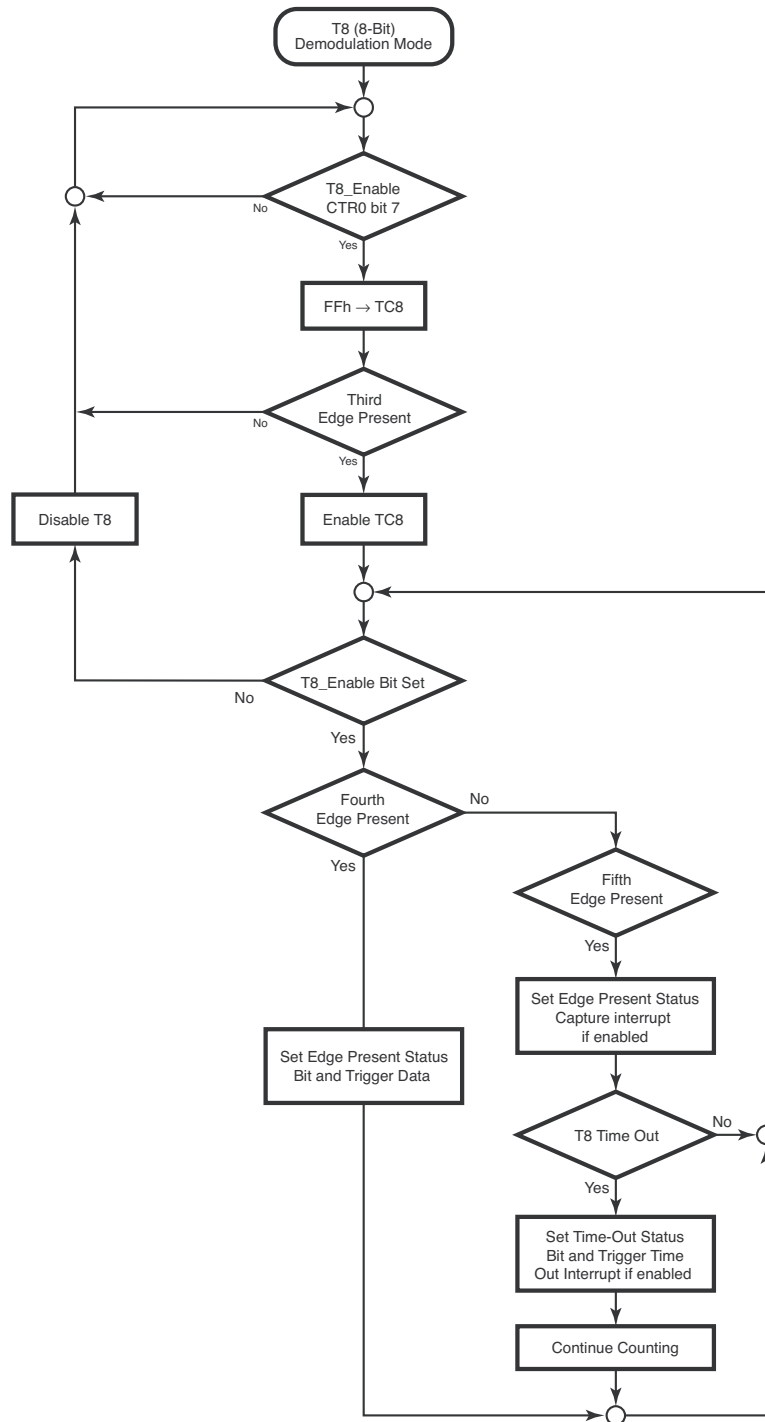 T8 (8-Bit)
Demodulation Mode
T8_Enable
CTR0 bit 7
No
Yes
FFh → TC8
Third
Edge Present
No
Yes
Disable T8
Enable TC8
T8_Enable Bit Set
No
Yes
Fourth
Edge Present
No
Yes
Fifth
Edge Present
Yes
Set Edge Present Status
Capture interrupt
if enabled
Set Edge Present Status
Bit and Trigger Data
T8 Time Out
No
Yes
Set Time-Out Status
Bit and Trigger Time
Out Interrupt if enabled
Continue Counting